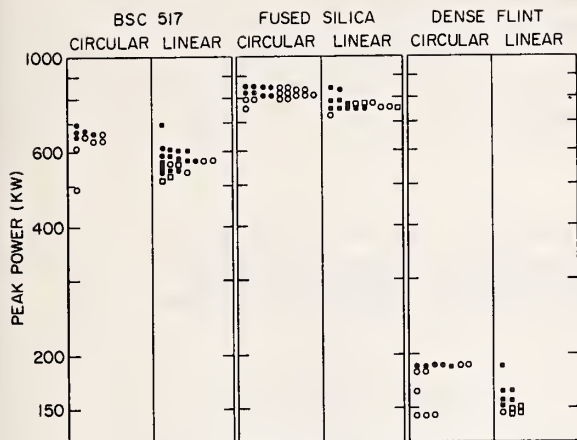 BSC 517 FUSED SILICA DENSE FLINT
CIRCULAR LINEAR CIRCULAR LINEAR CIRCULAR LINEAR
1000
800
600
400
200
150
PEAK POWER (KW)